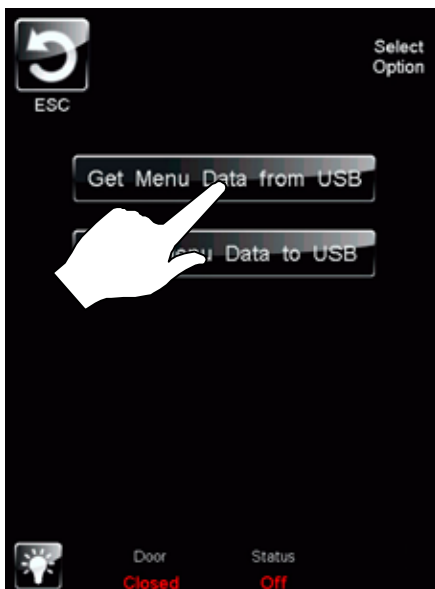 Select
Option
ESC
Get Menu Data from USB
Data to USB
Door
Status
Closed
Off